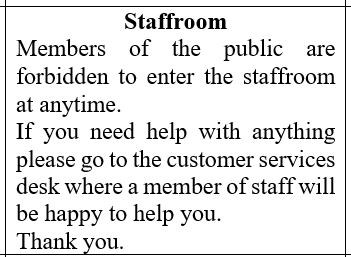 Staffroom
Members of the public are
forbidden to enter the staffroom
at anytime.
If you need help with anything
please go to the customer services
desk where a member of staff will
be happy to help you.
Thank you.